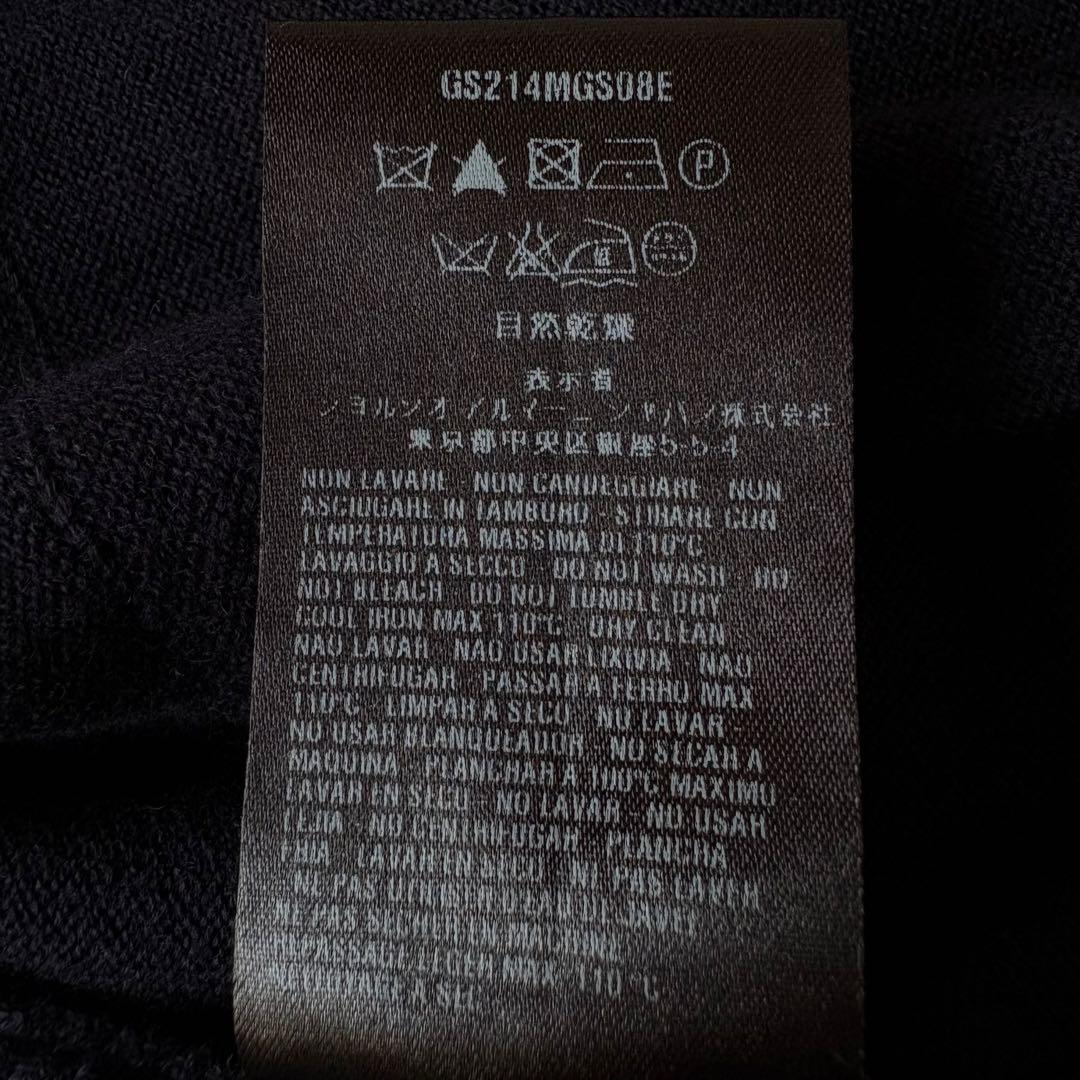 GS214MGS08E
P
自然乾燥
表示者
ジョルジオアルマーニ ジャパン株式会社
東京都中央区銀座5-5-4
NON LAVARE - NON CANDEGGIARE - NON
ASCIUGARE IN TAMBURO - STIRARE CON
TEMPERATURA MASSIMA DI 110°C
LAVAGGIO A SECCO - DO NOT WASH - DO
NOT BLEACH - DO NOT TUMBLE DRY
COOL IRON MAX 110°C - DRY CLEAN
NAO LAVAR - NAO USAR LIXIVIA - NAO
CENTRIFUGAR - PASSAR A FERRO MAX
110°C - LIMPAR A SECO - NO LAVAR
NO USAR BLANQUEADOR - NO SECAR A
MAQUINA - PLANCHAR A 100°C MAXIMO
LAVAR EN SECO - NO LAVAR - NO USAR
LEJIA - NO CENTRIFUGAR - PLANCHA
FRIA - LAVAR EN SECO - NE PAS LAVER
NE PAS UTILISER D'EAU DE JAVEL
NE PAS SECHER EN MACHINE
REPASSAGE LEGER MAX 110°C
NETTOYAGE A SEC